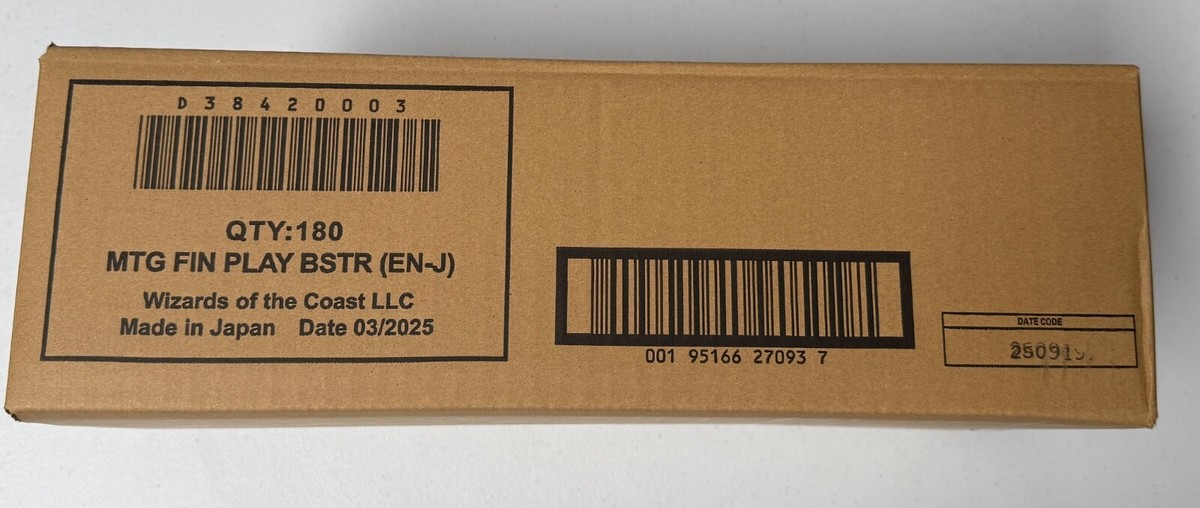 D38420003
QTY:180
MTG FIN PLAY BSTR (EN-J)
Wizards of the Coast LLC
Made in Japan Date 03/2025
001 95166 27093 7
DATE CODE